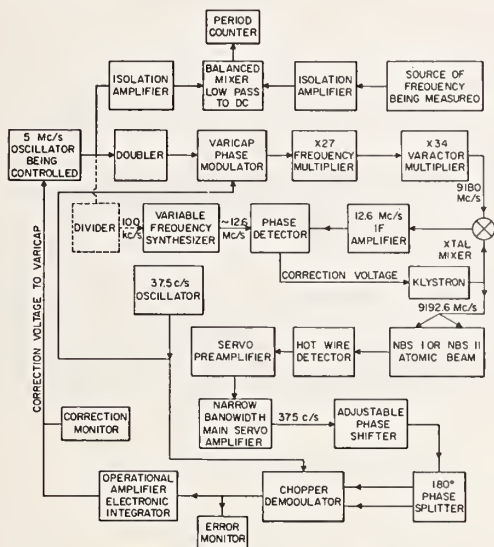 PERIOD
COUNTER
ISOLATION
AMPLIFIER
BALANCED
MIXER
LOW PASS
TO DC
ISOLATION
AMPLIFIER
SOURCE OF
FREQUENCY
BEING MEASURED
5 Mc/s
OSCILLATOR
BEING
CONTROLLED
DOUBLER
VARICAP
PHASE
MODULATOR
X27
FREQUENCY
MULTIPLIER
X34
VARACTOR
MULTIPLIER
9180
Mc/s
DIVIDER
100
kc/s
VARIABLE
FREQUENCY
SYNTHESIZER
~12.6
Mc/s
PHASE
DETECTOR
12.6 Mc/s
IF
AMPLIFIER
XTAL
MIXER
CORRECTION VOLTAGE
KLYSTRON
37.5 c/s
OSCILLATOR
9192.6 Mc/s
CORRECTION VOLTAGE TO VARICAP
SERVO
PREAMPLIFIER
HOT WIRE
DETECTOR
NBS I OR NBS II
ATOMIC BEAM
NARROW
BANDWIDTH
MAIN SERVO
AMPLIFIER
37.5 c/s
ADJUSTABLE
PHASE
SHIFTER
CORRECTION
MONITOR
OPERATIONAL
AMPLIFIER
ELECTRONIC
INTEGRATOR
CHOPPER
DEMODULATOR
180°
PHASE
SPLITTER
ERROR
MONITOR